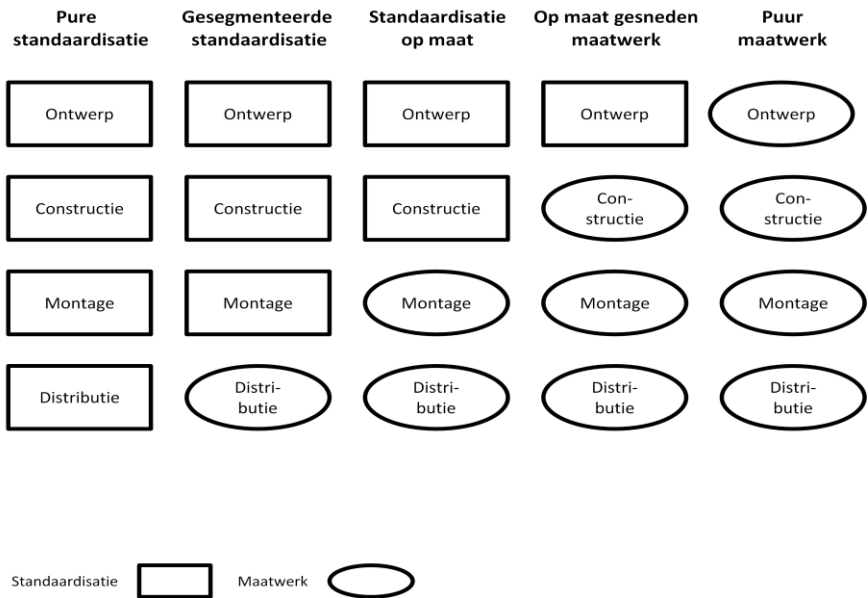 Pure
standaardisatie
Gesegmenteerde
standaardisatie
Standaardisatie
op maat
Op maat gesneden
maatwerk
Puur
maatwerk
Ontwerp
Ontwerp
Ontwerp
Ontwerp
Ontwerp
Constructie
Constructie
Constructie
Con-
structie
Con-
structie
Montage
Montage
Montage
Montage
Montage
Distributie
Distri-
butie
Distri-
butie
Distri-
butie
Distri-
butie
Standaardisatie
Maatwerk